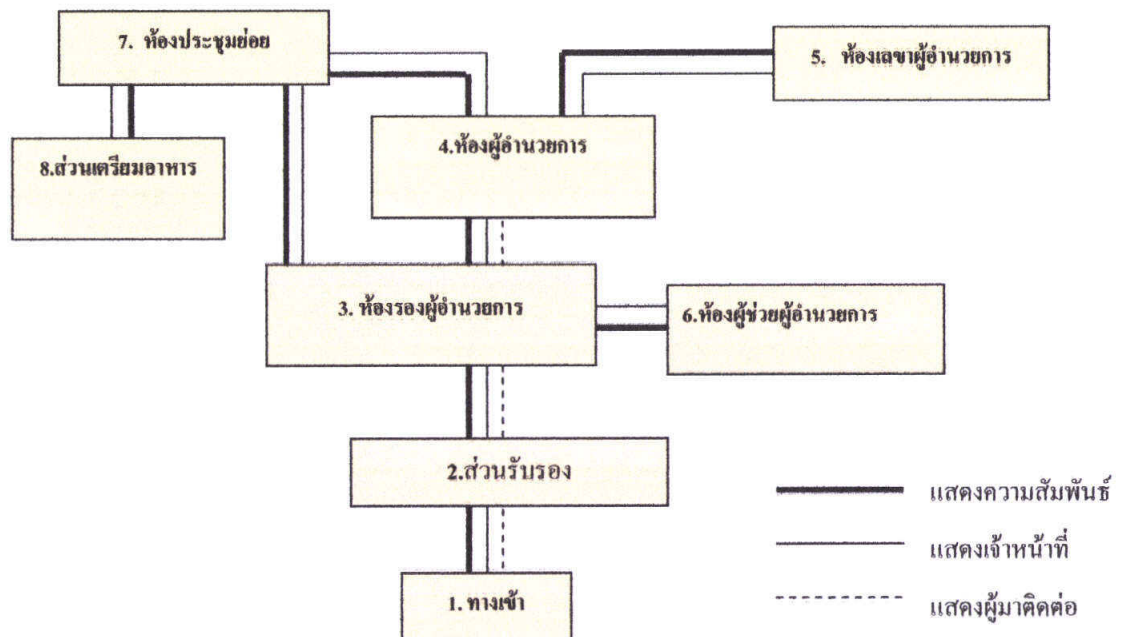 7. ห้องประชุมย่อย
5. ห้องเลขาผู้อำนวยการ
4.ห้องผู้อำนวยการ
8.ส่วนเตรียมอาหาร
3. ห้องรองผู้อำนวยการ
6.ห้องผู้ช่วยผู้อำนวยการ
2.ส่วนรับรอง
แสดงความสัมพันธ์
แสดงเจ้าหน้าที่
1. ทางเข้า
แสดงผู้มาติดต่อ